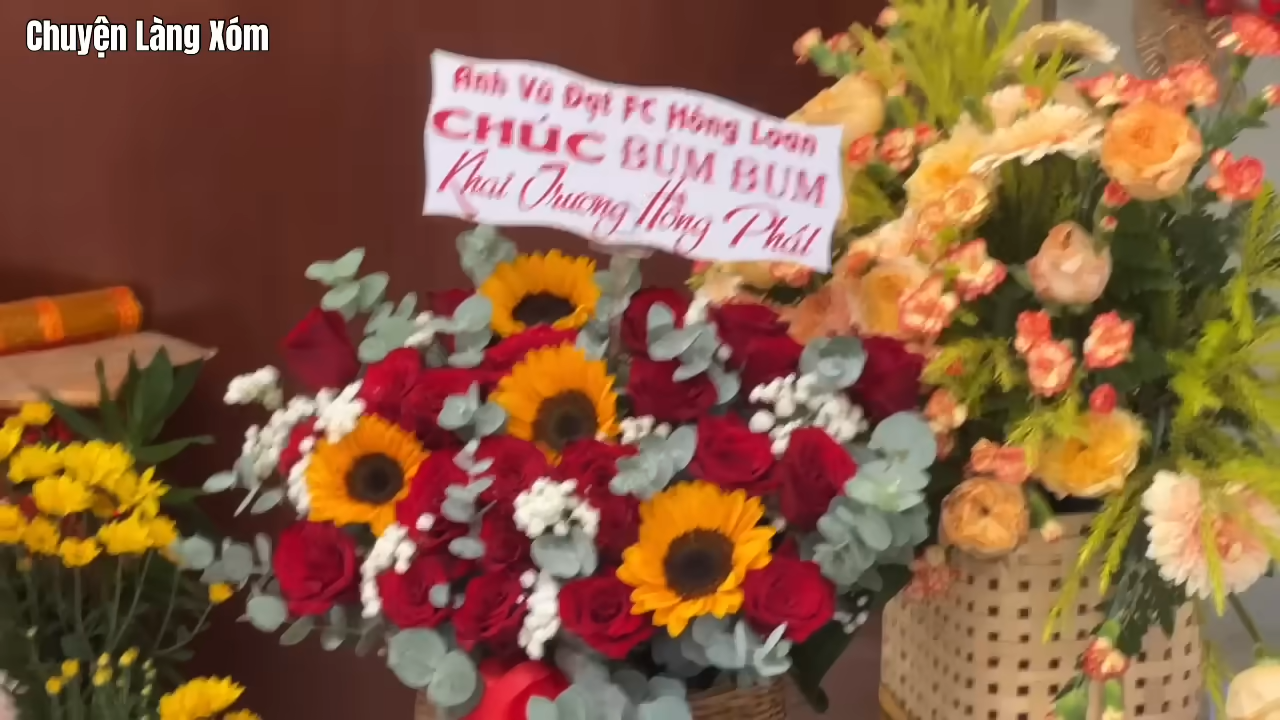 Chuyện Làng Xóm
Anh Vũ Đạt FC Hồng Loan
CHÚC BÙM BUM
Khai Trương Hồng Phát